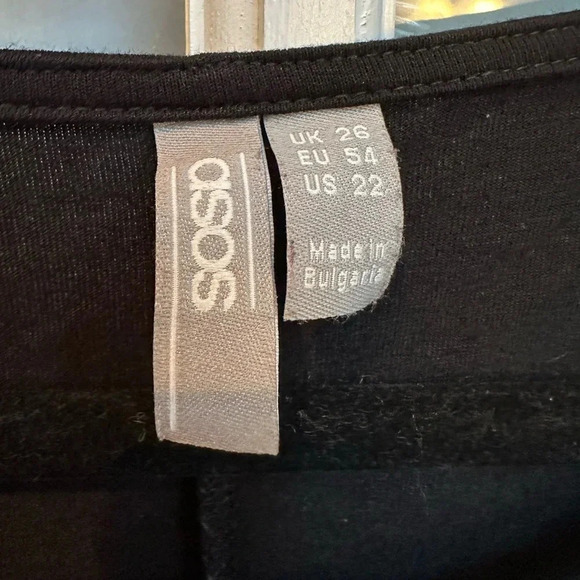 asos
UK 26
EU 54
US 22
Made in
Bulgaria